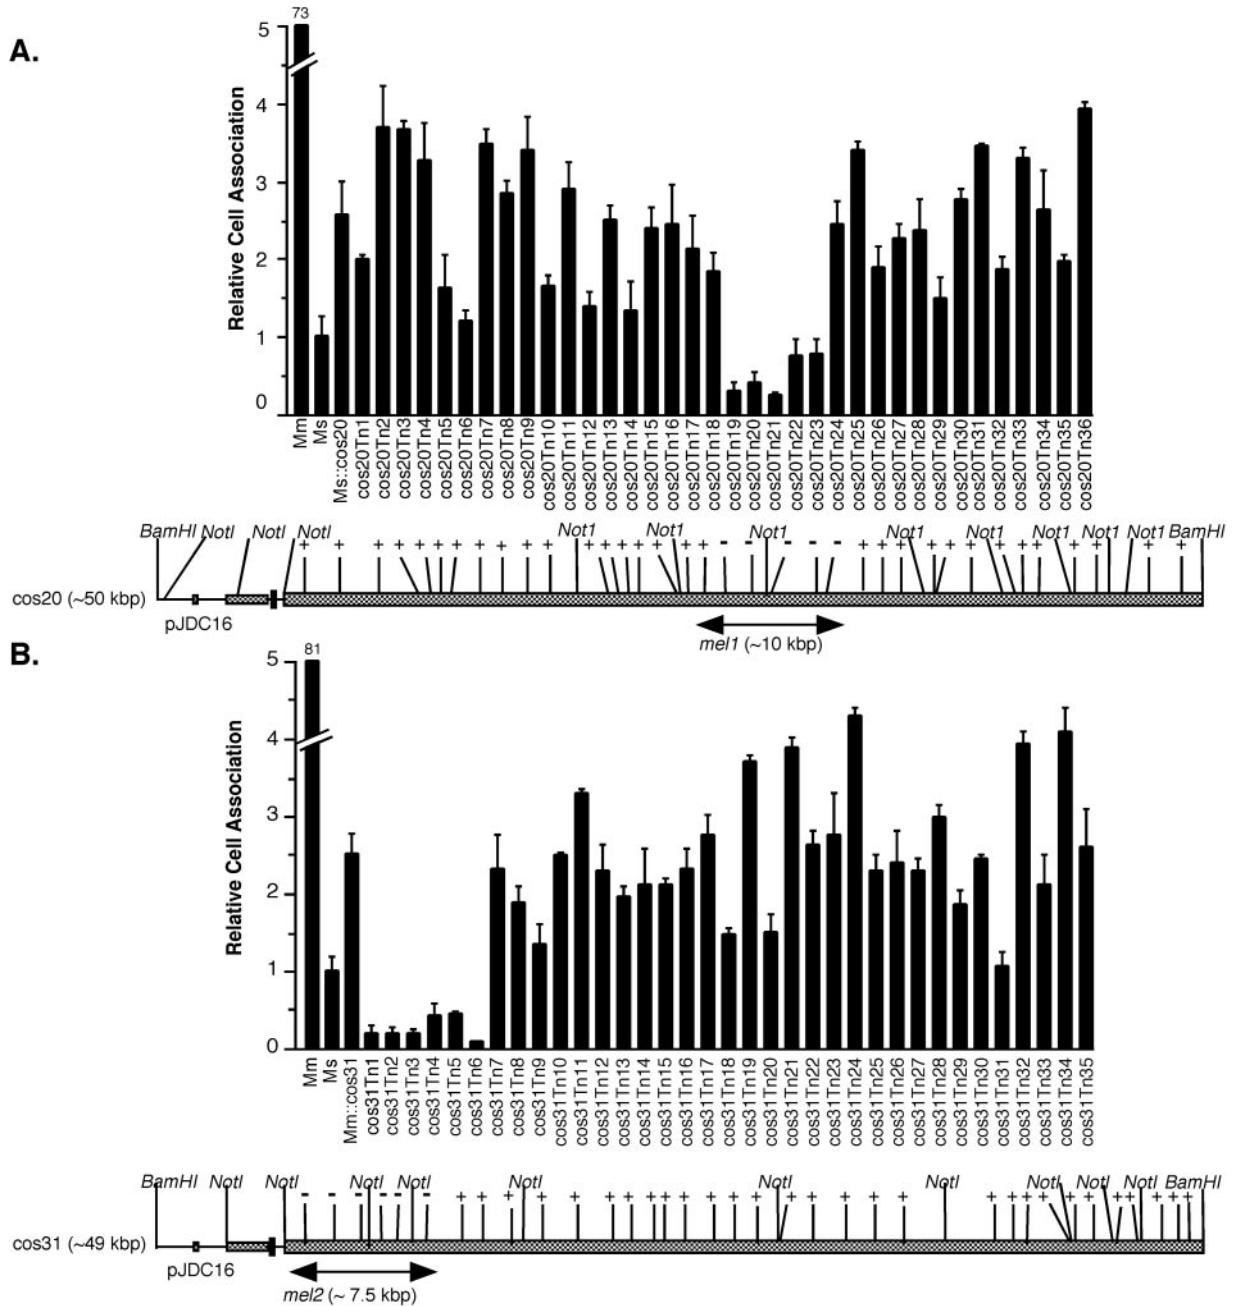 A.
73
Relative Cell Association
5
4
3
2
1
0
Mm
Ms
Ms::cos20
cos20Tn1
cos20Tn2
cos20Tn3
cos20Tn4
cos20Tn5
cos20Tn6
cos20Tn7
cos20Tn8
cos20Tn9
cos20Tn10
cos20Tn11
cos20Tn12
cos20Tn13
cos20Tn14
cos20Tn15
cos20Tn16
cos20Tn17
cos20Tn18
cos20Tn19
cos20Tn20
cos20Tn21
cos20Tn22
cos20Tn23
cos20Tn24
cos20Tn25
cos20Tn26
cos20Tn27
cos20Tn28
cos20Tn29
cos20Tn30
cos20Tn31
cos20Tn32
cos20Tn33
cos20Tn34
cos20Tn35
cos20Tn36
BamHI NotI NotI NotI Not1 Not1 Not1 Not1 Not1 Not1 Not1 Not1 BamHI
+ + + + + + + + + + + + + + + + + + - - - - - + + + + + + + + + + + + +
cos20 (~50 kbp)
pJDC16
mel1 (~10 kbp)
B.
81
Relative Cell Association
5
4
3
2
1
0
Mm
Ms
Mm::cos31
cos31Tn1
cos31Tn2
cos31Tn3
cos31Tn4
cos31Tn5
cos31Tn6
cos31Tn7
cos31Tn8
cos31Tn9
cos31Tn10
cos31Tn11
cos31Tn12
cos31Tn13
cos31Tn14
cos31Tn15
cos31Tn16
cos31Tn17
cos31Tn18
cos31Tn19
cos31Tn20
cos31Tn21
cos31Tn22
cos31Tn23
cos31Tn24
cos31Tn25
cos31Tn26
cos31Tn27
cos31Tn28
cos31Tn29
cos31Tn30
cos31Tn31
cos31Tn32
cos31Tn33
cos31Tn34
cos31Tn35
BamHI NotI NotI NotI NotI NotI NotI NotI NotI NotI NotI BamHI
- - - - - - + + + + + + + + + + + + + + + + + + + + + + + + + + + + +
cos31 (~49 kbp)
pJDC16
mel2 (~ 7.5 kbp)